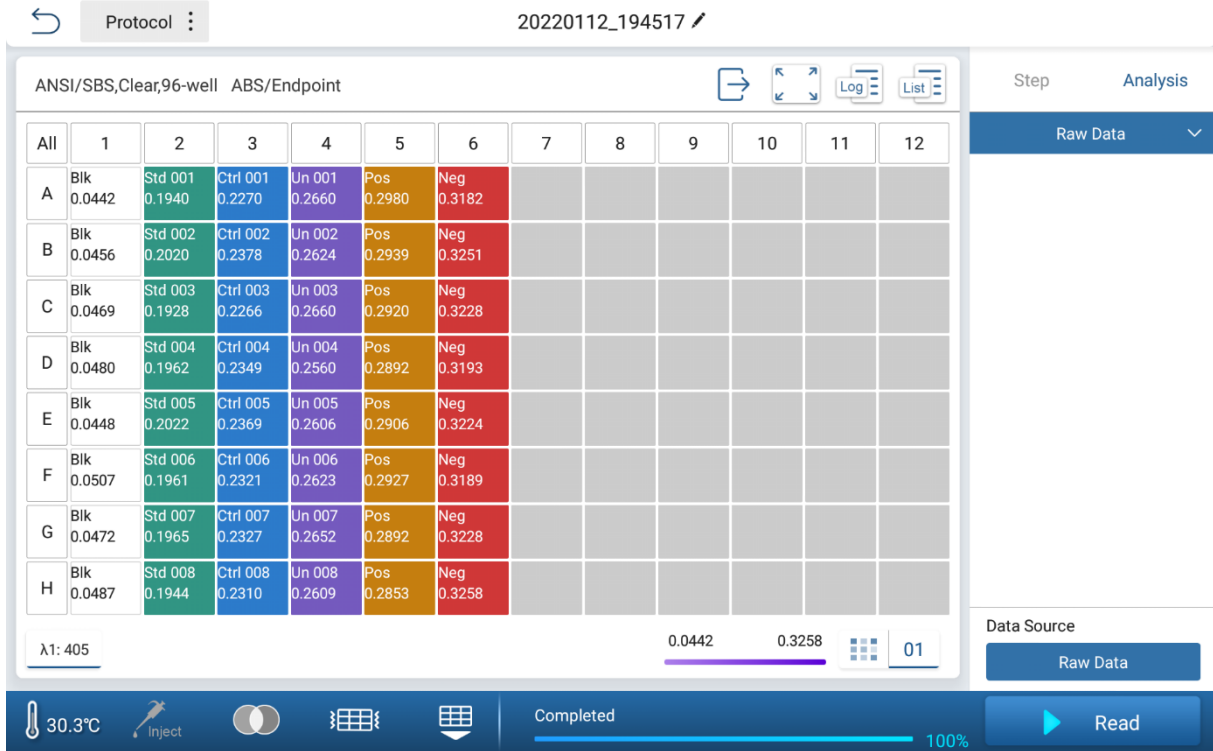 Protocol
20220112_194517
ANSI/SBS,Clear,96-well ABS/Endpoint
Log
List
Step
Analysis
Raw Data
All 1 2 3 4 5 6 7 8 9 10 11 12
A
Blk Std 001 Ctrl 001 Un 001 Pos Neg
0.0442 0.1940 0.2270 0.2660 0.2980 0.3182
B
Blk Std 002 Ctrl 002 Un 002 Pos Neg
0.0456 0.2020 0.2378 0.2624 0.2939 0.3251
C
Blk Std 003 Ctrl 003 Un 003 Pos Neg
0.0469 0.1928 0.2266 0.2660 0.2920 0.3228
D
Blk Std 004 Ctrl 004 Un 004 Pos Neg
0.0480 0.1962 0.2349 0.2560 0.2892 0.3193
E
Blk Std 005 Ctrl 005 Un 005 Pos Neg
0.0448 0.2022 0.2369 0.2606 0.2906 0.3224
F
Blk Std 006 Ctrl 006 Un 006 Pos Neg
0.0507 0.1961 0.2321 0.2623 0.2927 0.3189
G
Blk Std 007 Ctrl 007 Un 007 Pos Neg
0.0472 0.1965 0.2327 0.2652 0.2892 0.3228
H
Blk Std 008 Ctrl 008 Un 008 Pos Neg
0.0487 0.1944 0.2310 0.2609 0.2853 0.3258
λ1: 405
0.0442 0.3258
01
Data Source
Raw Data
30.3℃
Inject
Completed
100%
Read